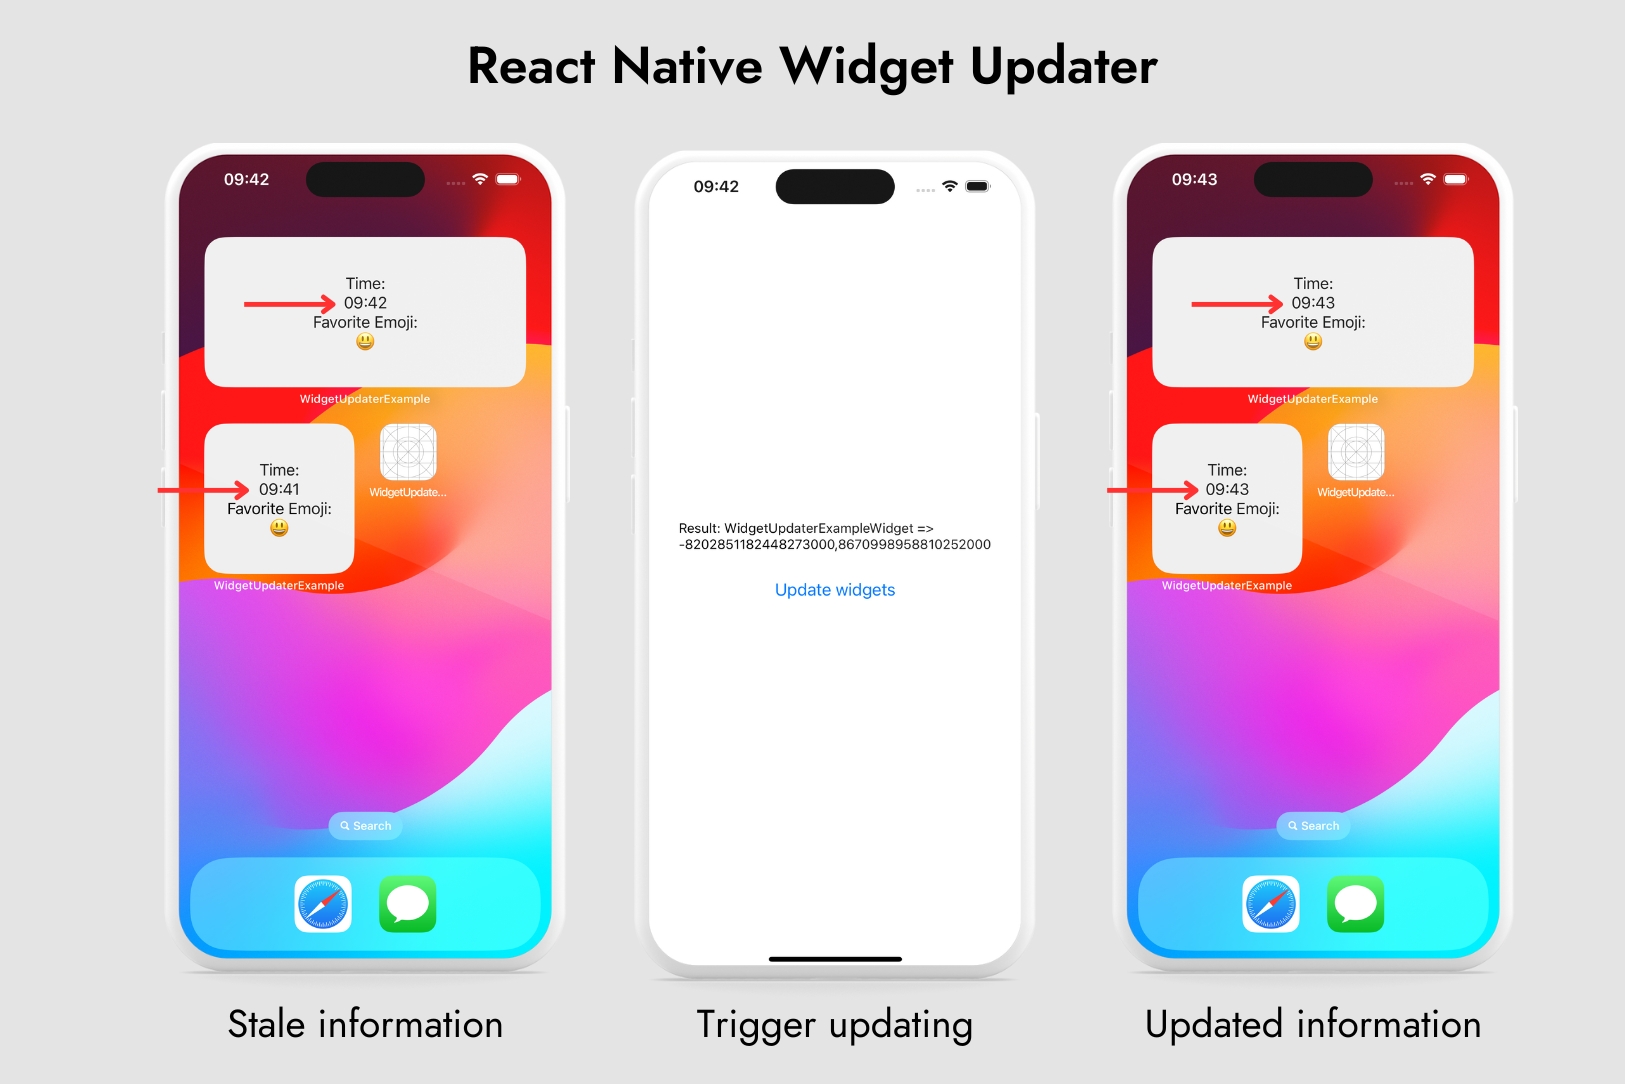 React Native Widget Updater
09:42
Time:
09:42
Favorite Emoji:
😃
WidgetUpdaterExample
Time:
09:41
Favorite Emoji:
😃
WidgetUpdaterExample
WidgetUpdate...
Search
Stale information
09:42
Result: WidgetUpdaterExampleWidget =>
-8202851182448273000,8670998958810252000
Update widgets
Trigger updating
09:43
Time:
09:43
Favorite Emoji:
😃
WidgetUpdaterExample
Time:
09:43
Favorite Emoji:
😃
WidgetUpdaterExample
WidgetUpdate...
Search
Updated information